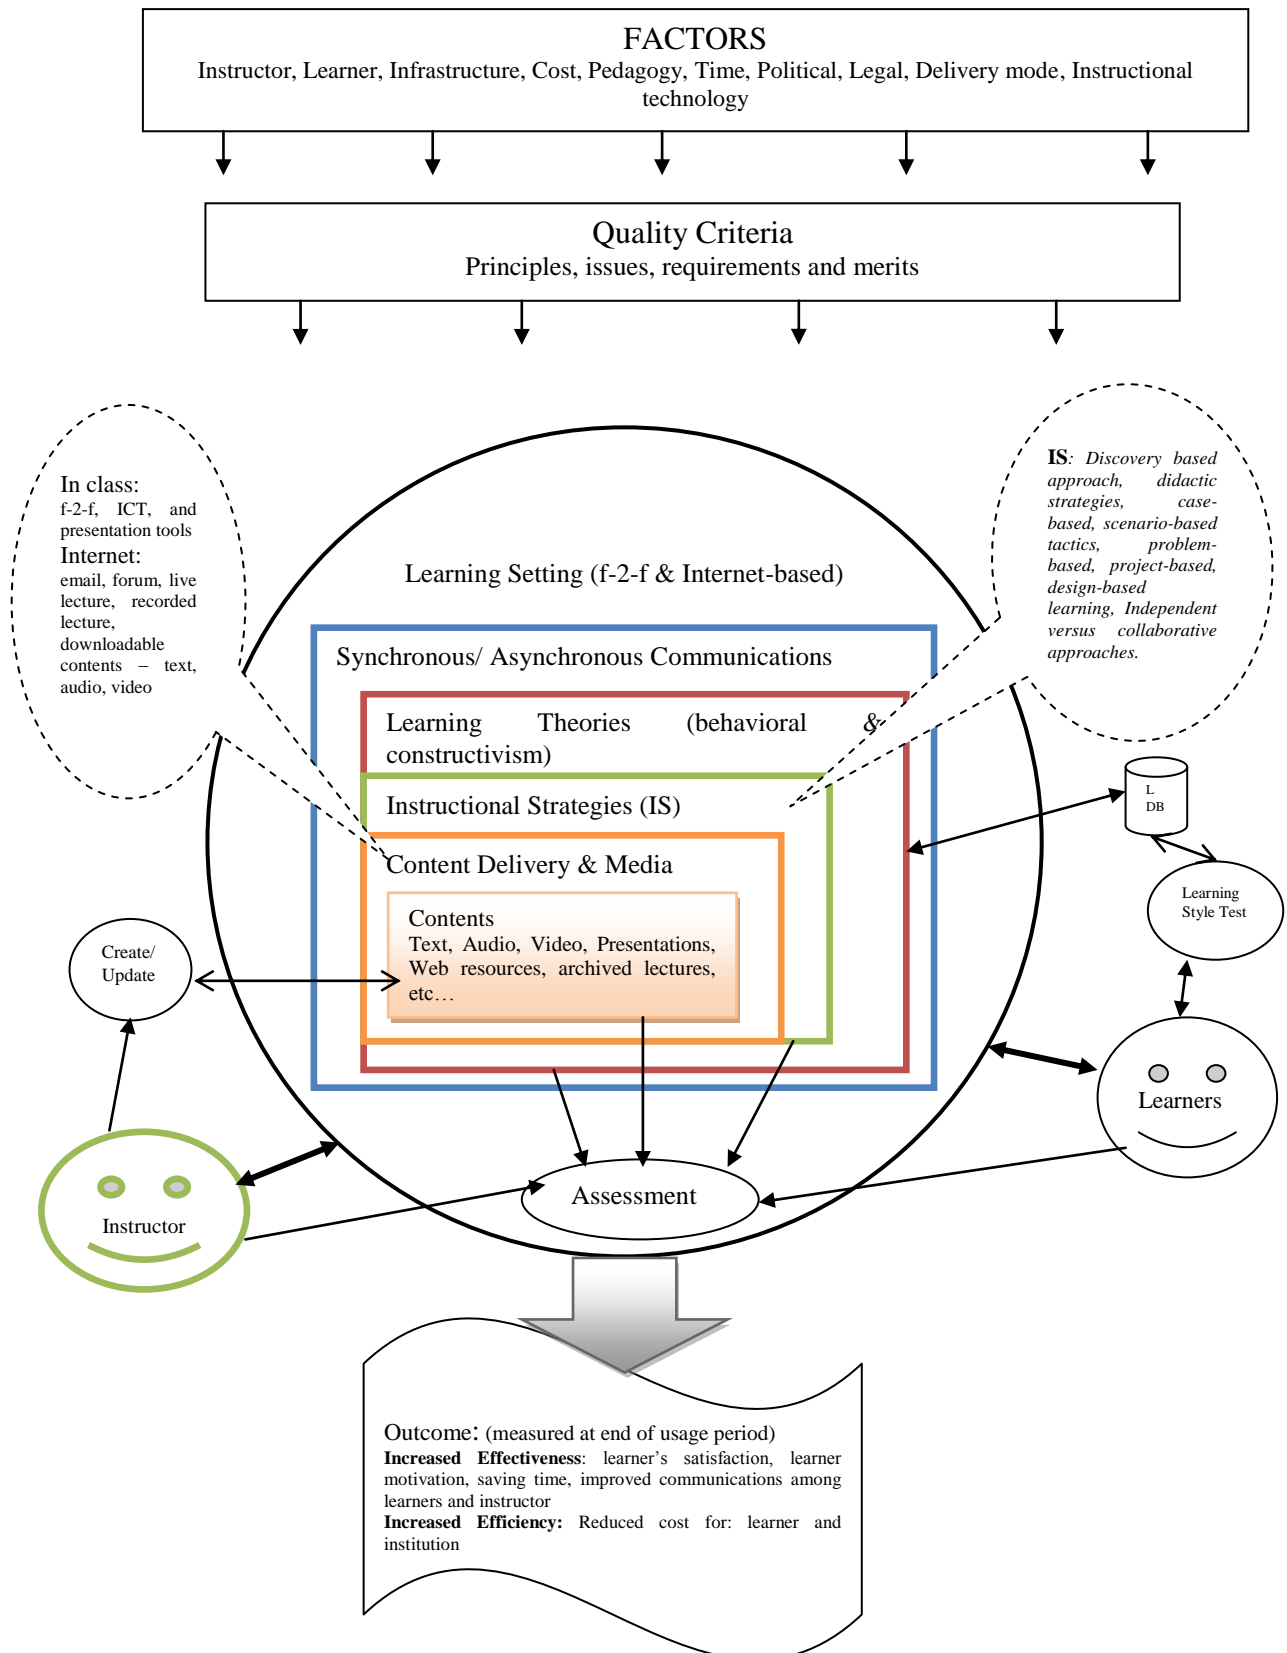 FACTORS
Instructor, Learner, Infrastructure, Cost, Pedagogy, Time, Political, Legal, Delivery mode, Instructional
technology
Quality Criteria
Principles, issues, requirements and merits
In class:
f-2-f, ICT, and
presentation tools
Internet:
email, forum, live
lecture, recorded
lecture,
downloadable
contents – text,
audio, video
IS: Discovery based
approach, didactic
strategies, case-
based, scenario-based
tactics, problem-
based, project-based,
design-based
learning, Independent
versus collaborative
approaches.
Learning Setting (f-2-f & Internet-based)
Synchronous/ Asynchronous Communications
Learning Theories (behavioral &
constructivism)
Instructional Strategies (IS)
Content Delivery & Media
Contents
Text, Audio, Video, Presentations,
Web resources, archived lectures,
etc…
L
DB
Learning
Style Test
Create/
Update
Learners
Instructor
Assessment
Outcome: (measured at end of usage period)
Increased Effectiveness: learner’s satisfaction, learner
motivation, saving time, improved communications among
learners and instructor
Increased Efficiency: Reduced cost for: learner and
institution